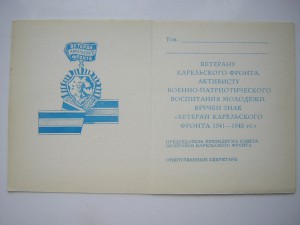 ВЕТЕРАН
КАРЕЛЬСКОГО
ФРОНТА
Тов.
ВЕТЕРАНУ
КАРЕЛЬСКОГО ФРОНТА,
АКТИВИСТУ
ВОЕННО-ПАТРИОТИЧЕСКОГО
ВОСПИТАНИЯ МОЛОДЕЖИ
ВРУЧЕН ЗНАК
«ВЕТЕРАН КАРЕЛЬСКОГО
ФРОНТА 1941—1945 гг.»
ПРЕДСЕДАТЕЛЬ ПРЕЗИДИУМА СОВЕТА
ВЕТЕРАНОВ КАРЕЛЬСКОГО ФРОНТА
ОТВЕТСТВЕННЫЙ СЕКРЕТАРЬ